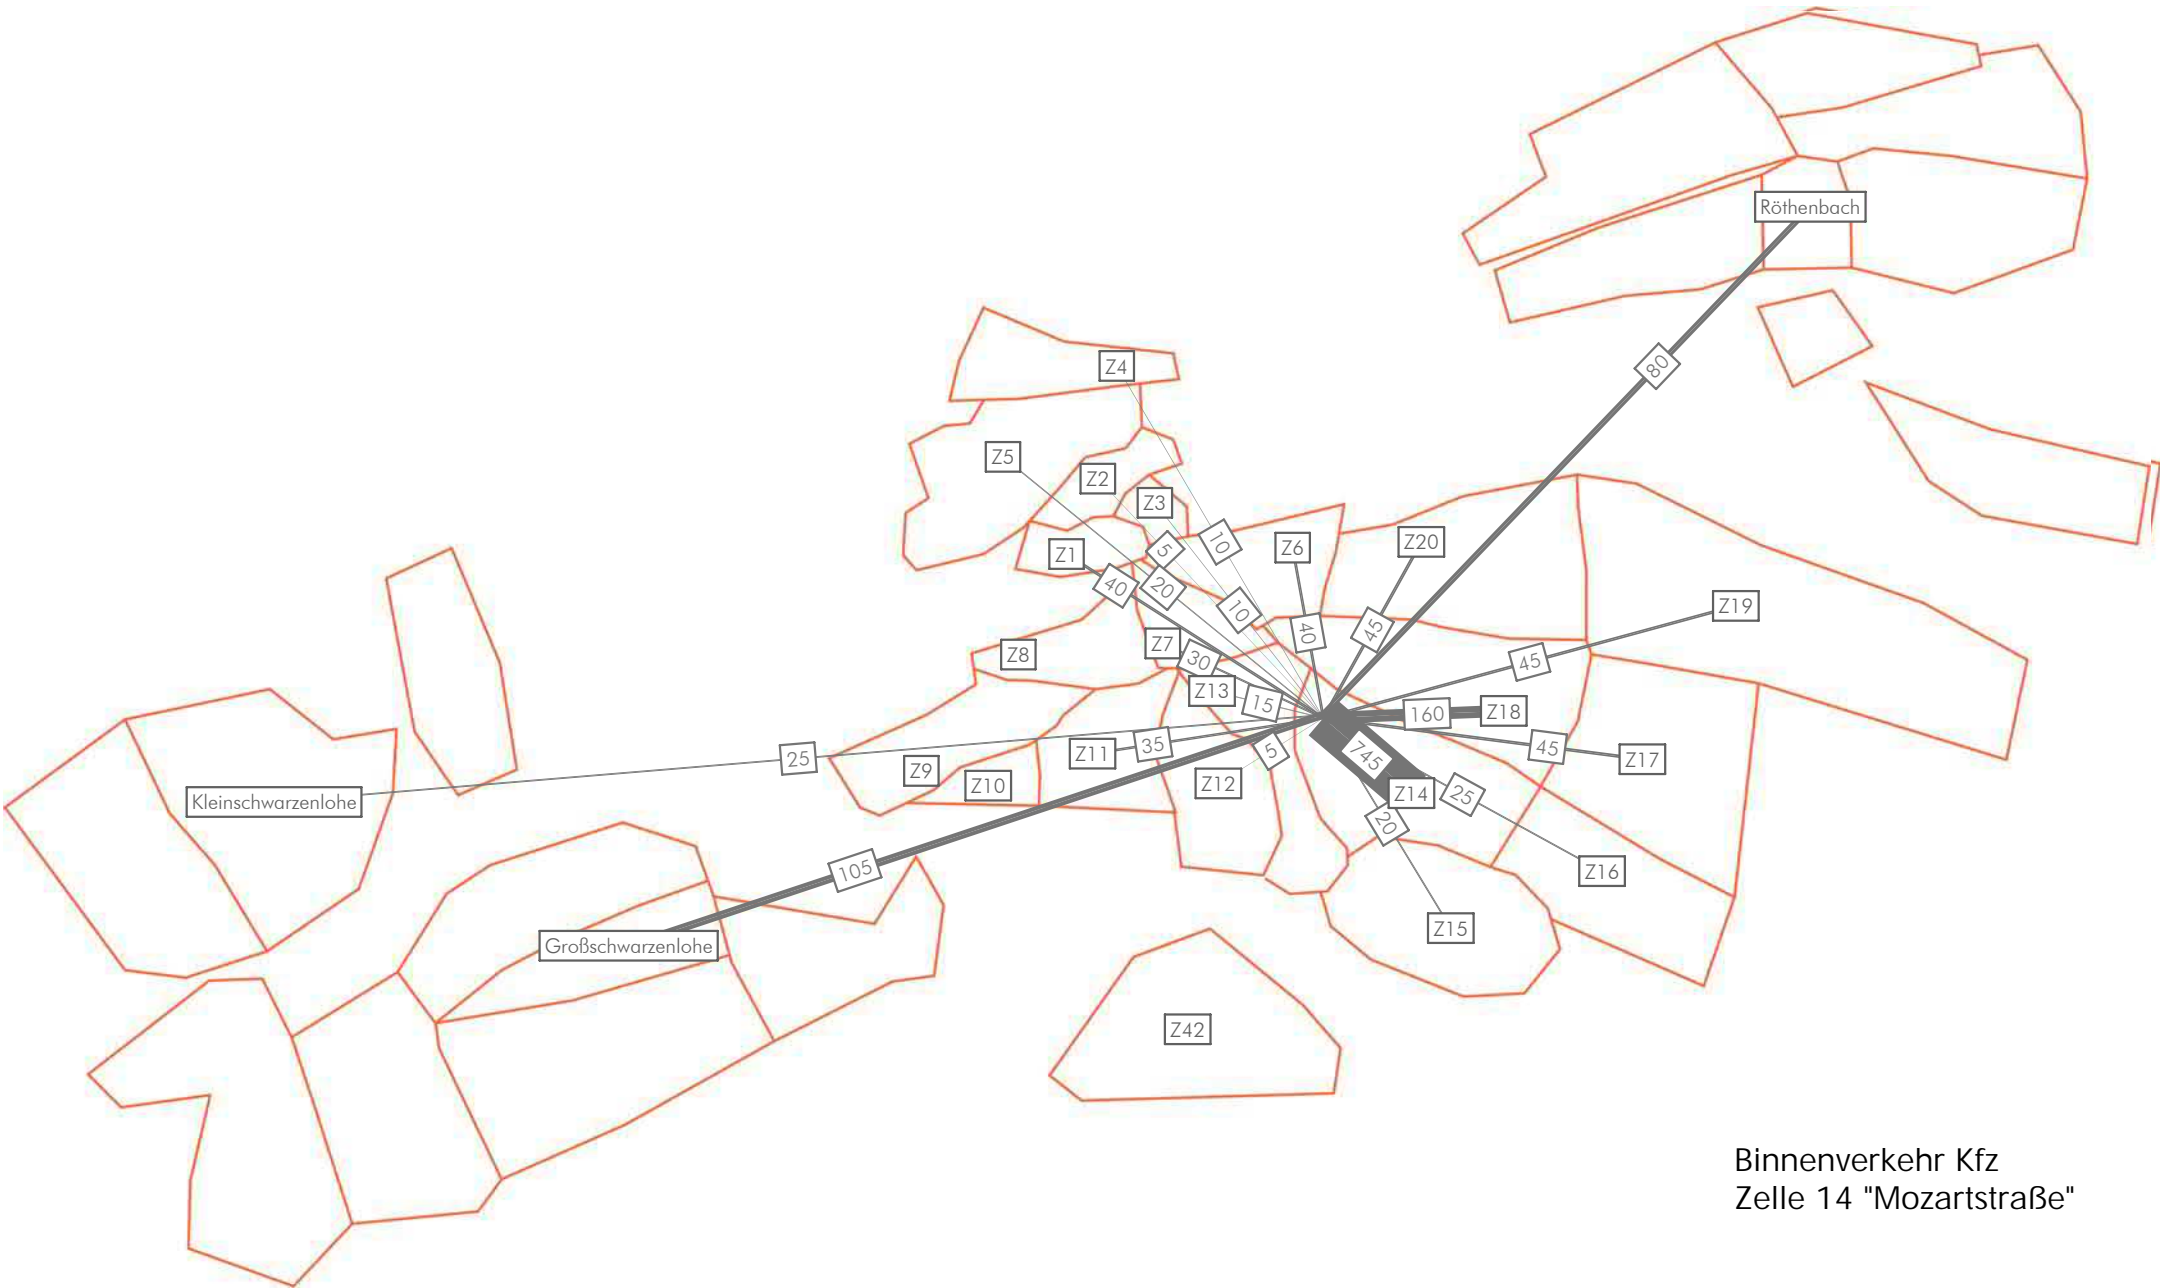 Röthenbach
80
Z4
Z5
Z2
Z3
10
5
Z6
Z20
Z1
40
20
10
40
45
Z19
Z7
Z8
30
45
Z13
15
160
Z18
35
Z11
5
745
45
Z17
25
Z9
Z10
Z12
Z14
25
Kleinschwarzenlohe
20
105
Z16
Großschwarzenlohe
Z15
Z42
Binnenverkehr Kfz
Zelle 14 "Mozartstraße"